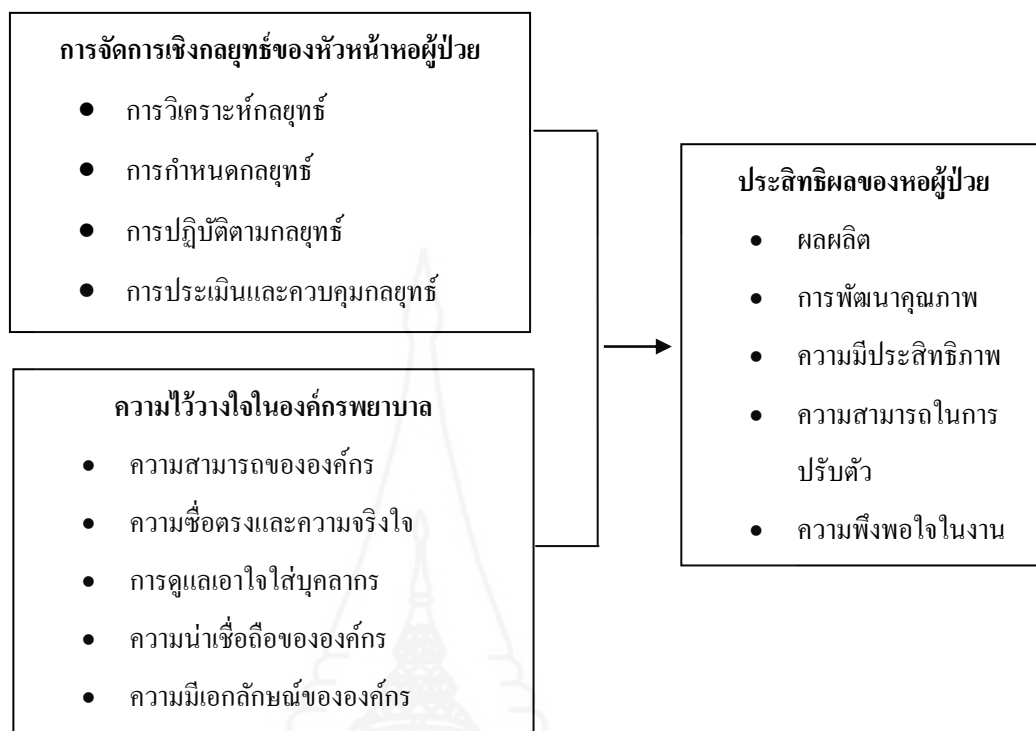 การจัดการเชิงกลยุทธ์ของหัวหน้าหอผู้ป่วย
● การวิเคราะห์กลยุทธ์
● การกำหนดกลยุทธ์
● การปฏิบัติตามกลยุทธ์
● การประเมินและควบคุมกลยุทธ์
ความไว้วางใจในองค์กรพยาบาล
● ความสามารถขององค์กร
● ความซื่อตรงและความจริงใจ
● การดูแลเอาใจใส่บุคลากร
● ความน่าเชื่อถือขององค์กร
● ความมีเอกลักษณ์ขององค์กร
ประสิทธิผลของหอผู้ป่วย
● ผลผลิต
● การพัฒนาคุณภาพ
● ความมีประสิทธิภาพ
● ความสามารถในการ
ปรับตัว
● ความพึงพอใจในงาน